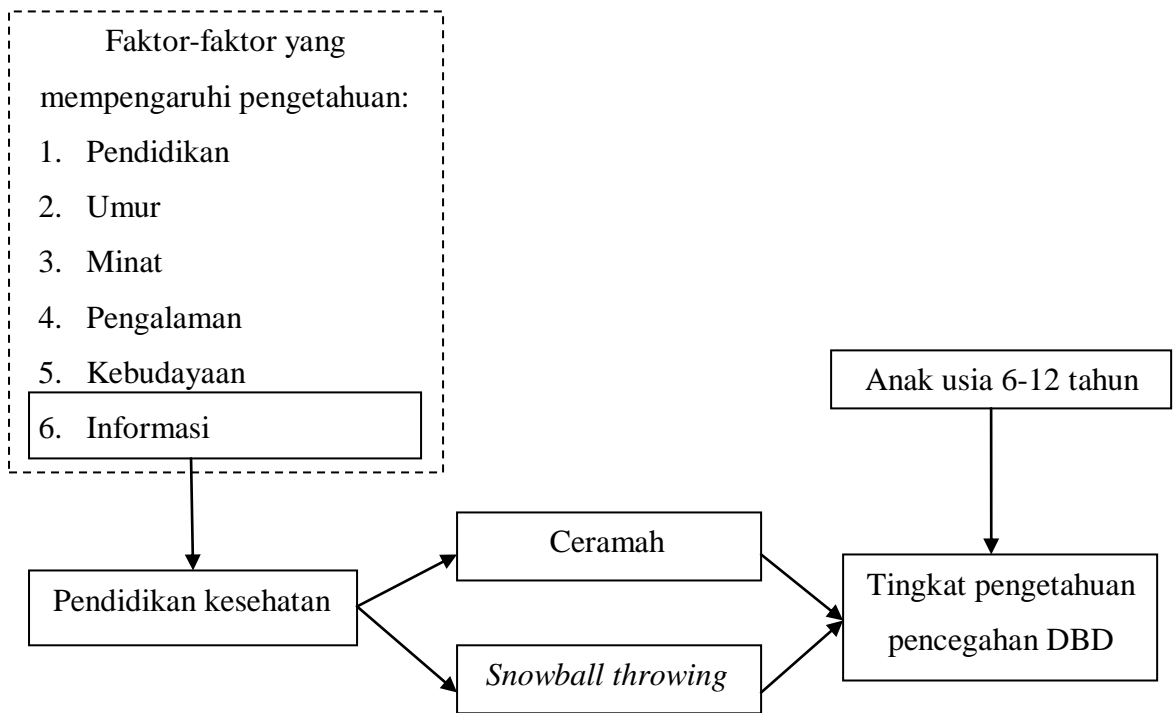 Faktor-faktor yang
mempengaruhi pengetahuan:
1. Pendidikan
2. Umur
3. Minat
4. Pengalaman
5. Kebudayaan
6. Informasi
Anak usia 6-12 tahun
Pendidikan kesehatan
Ceramah
Snowball throwing
Tingkat pengetahuan
pencegahan DBD